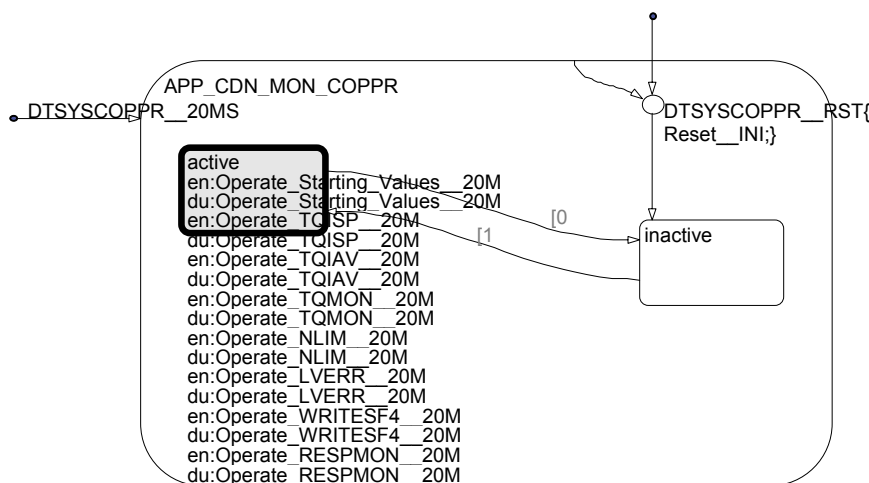 APP_CDN_MON_COPPR
DTSYSCOPPR__20MS
DTSYSCOPPR__RST{
Reset__INI;}
active
en:Operate_Starting_Values__20M
du:Operate_Starting_Values__20M
en:Operate_TQISP__20M
du:Operate_TQISP__20M
en:Operate_TQIAV__20M
du:Operate_TQIAV__20M
en:Operate_TQMON__20M
du:Operate_TQMON__20M
en:Operate_NLIM__20M
du:Operate_NLIM__20M
en:Operate_LVERR__20M
du:Operate_LVERR__20M
en:Operate_WRITESF4__20M
du:Operate_WRITESF4__20M
en:Operate_RESPMON__20M
du:Operate_RESPMON__20M
[0
[1
inactive